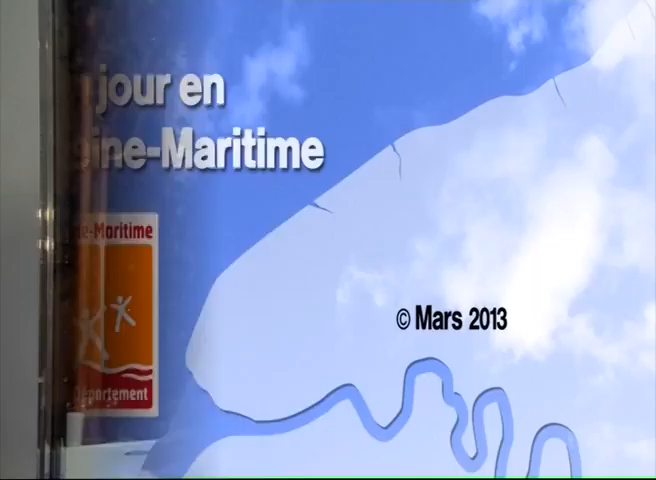 jour en
ine-Maritime
e-Maritime
Département
© Mars 2013